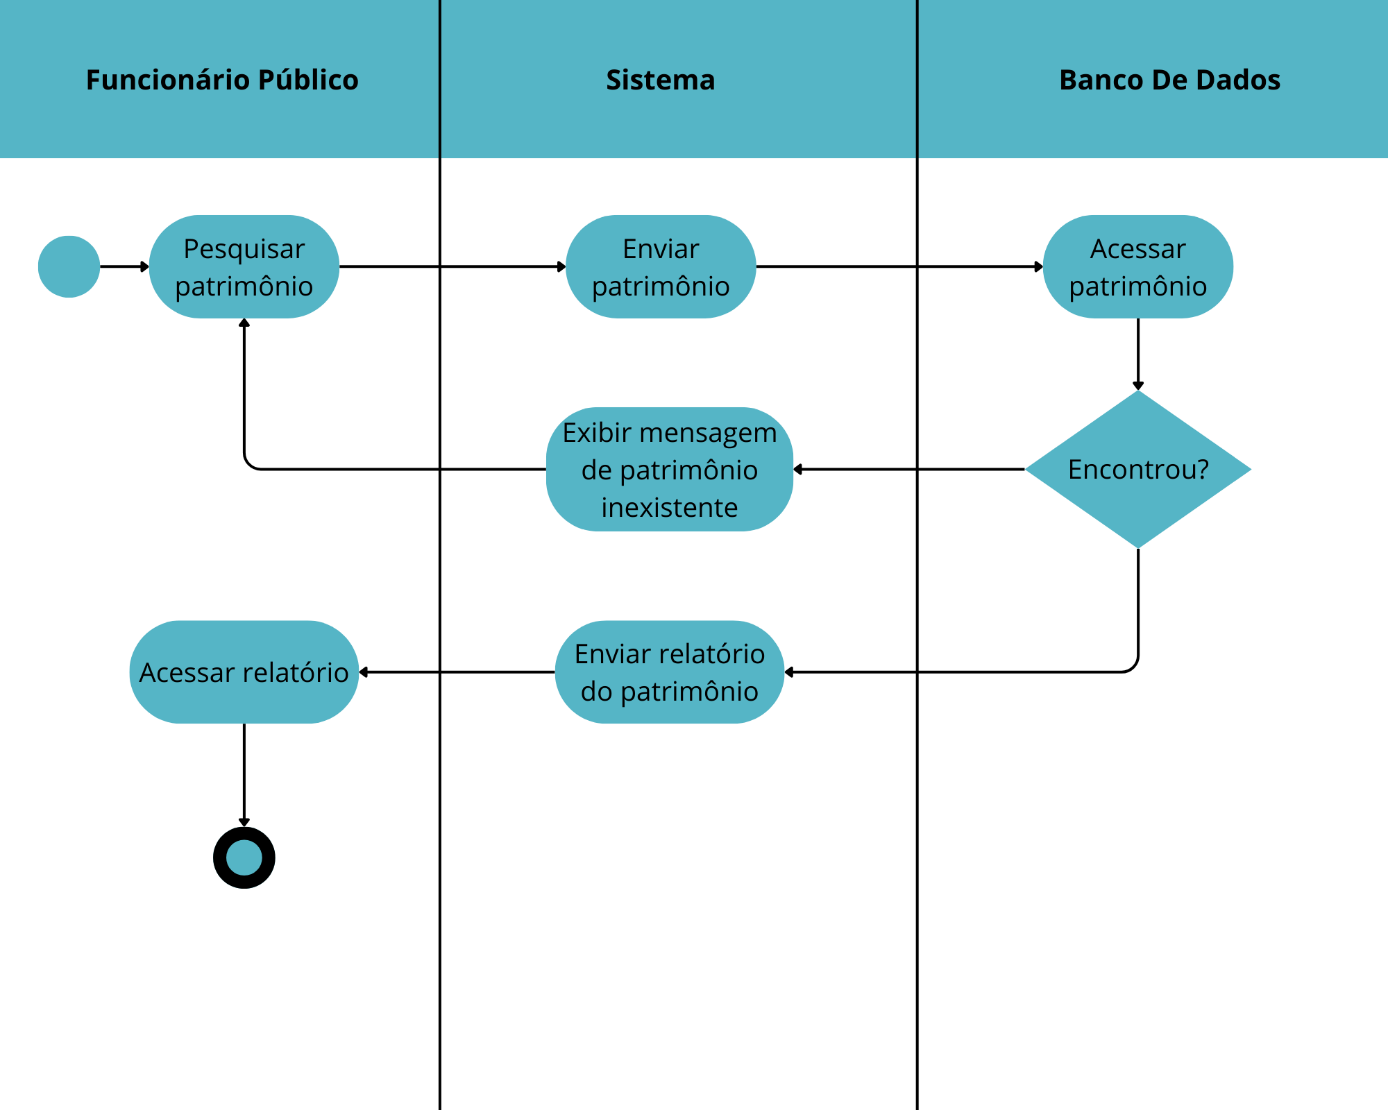 Funcionário Público
Sistema
Banco De Dados
Pesquisar
patrimônio
Enviar
patrimônio
Acessar
patrimônio
Exibir mensagem
de patrimônio
inexistente
Encontrou?
Acessar relatório
Enviar relatório
do patrimônio